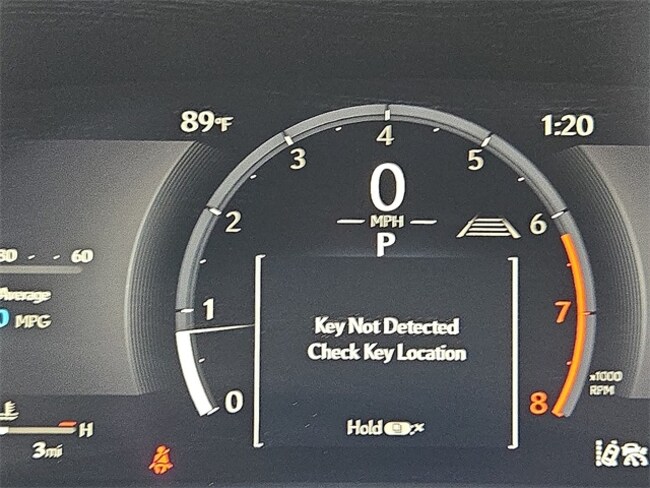 89°F
1:20
4
3
5
0
2
MPH
6
P
60
Average
MPG
1
7
Key Not Detected
Check Key Location
x1000
RPM
0
8
Hold
H
3mi